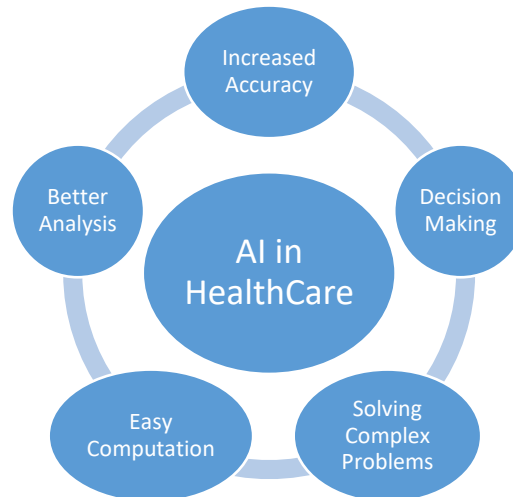 Increased
Accuracy
Decision
Making
Solving
Complex
Problems
Easy
Computation
Better
Analysis
AI in
HealthCare